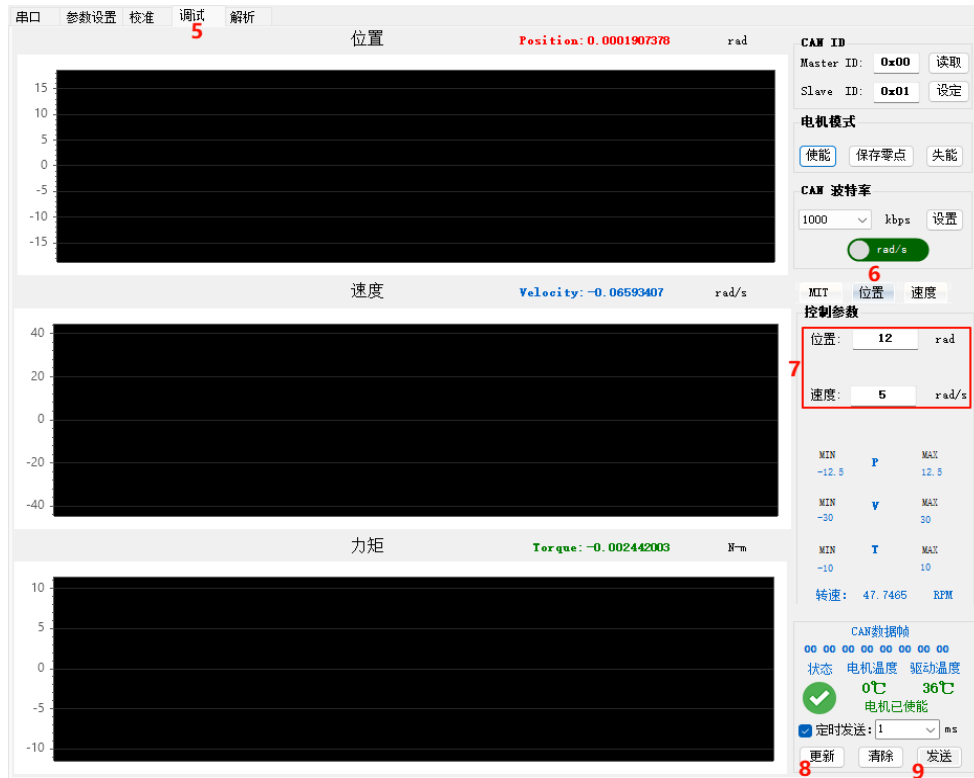 串口 参数设置 校准 调试 解析
5
位置 Position:0.0001907378 rad
15
10
5
0
-5
-10
-15
速度 Velocity:-0.06593407 rad/s
40
20
0
-20
-40
力矩 Torque:-0.002442003 N-m
10
5
0
-5
-10
CAN ID
Master ID: 0x00 读取
Slave ID: 0x01 设定
电机模式
使能 保存零点 失能
CAN 波特率
1000 kbps 设置
rad/s
6
MIT 位置 速度
控制参数
7
位置: 12 rad
速度: 5 rad/s
MIN P MAX
-12.5 12.5
MIN V MAX
-30 30
MIN T MAX
-10 10
转速: 47.7465 RPM
CAN数据帧
00 00 00 00 00 00 00 00
状态 电机温度 驱动温度
0℃ 36℃
电机已使能
定时发送: 1 ms
更新 清除 发送
8 9